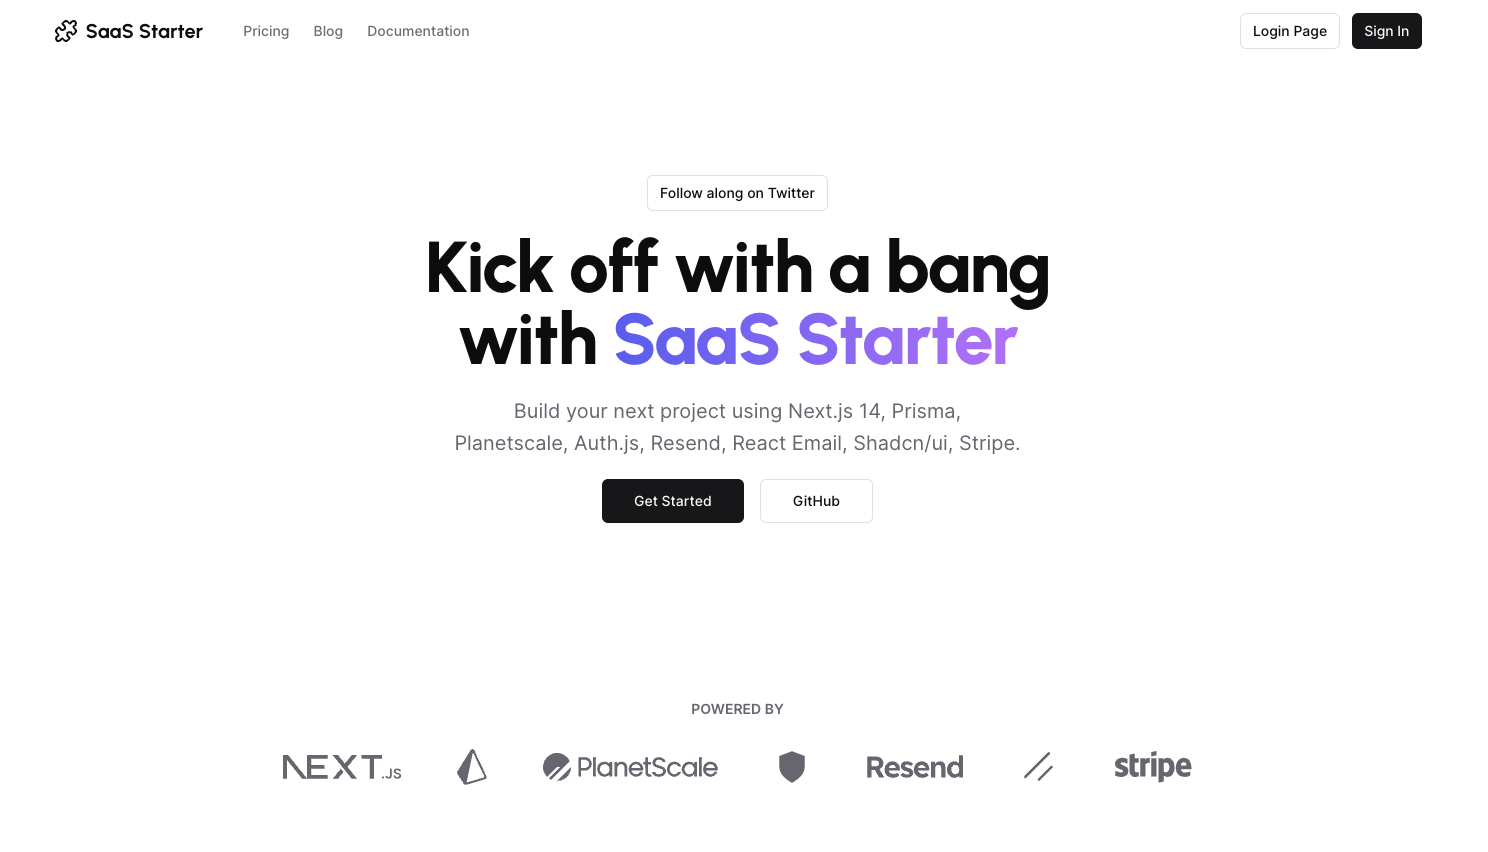 SaaS Starter Pricing Blog Documentation Login Page Sign In
Follow along on Twitter
Kick off with a bang
with SaaS Starter
Build your next project using Next.js 14, Prisma,
Planetscale, Auth.js, Resend, React Email, Shadcn/ui, Stripe.
Get Started GitHub
POWERED BY
NEXT.JS PlanetScale Resend stripe